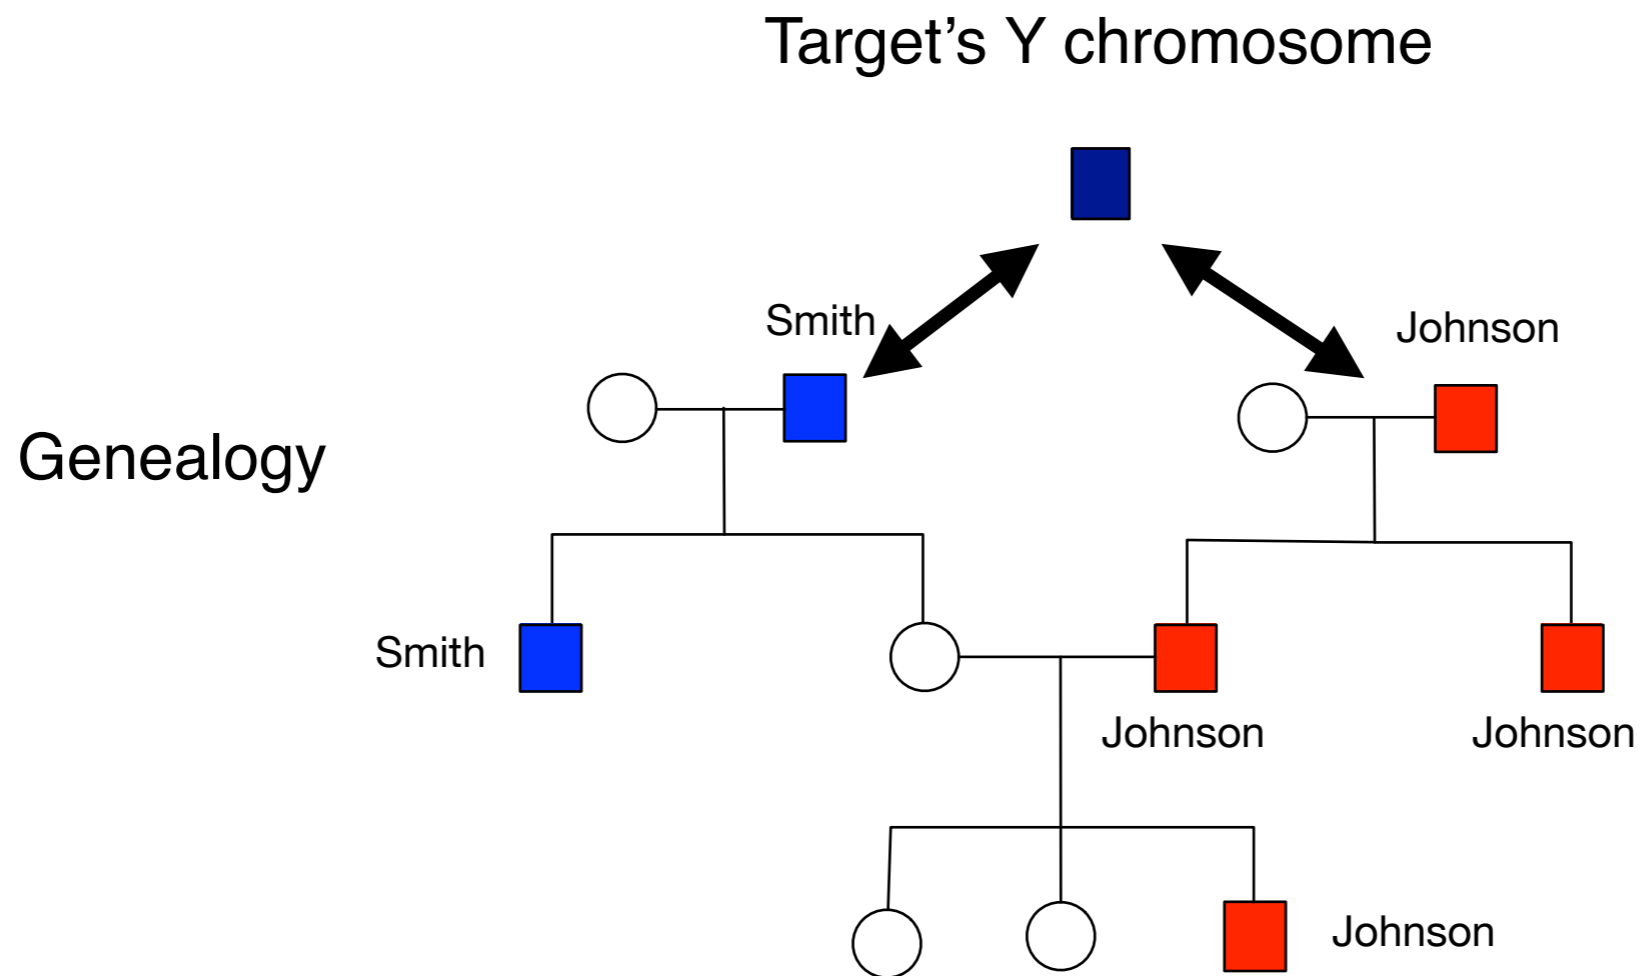 Target’s Y chromosome
Smith
Johnson
Genealogy
Smith
Johnson
Johnson
Johnson